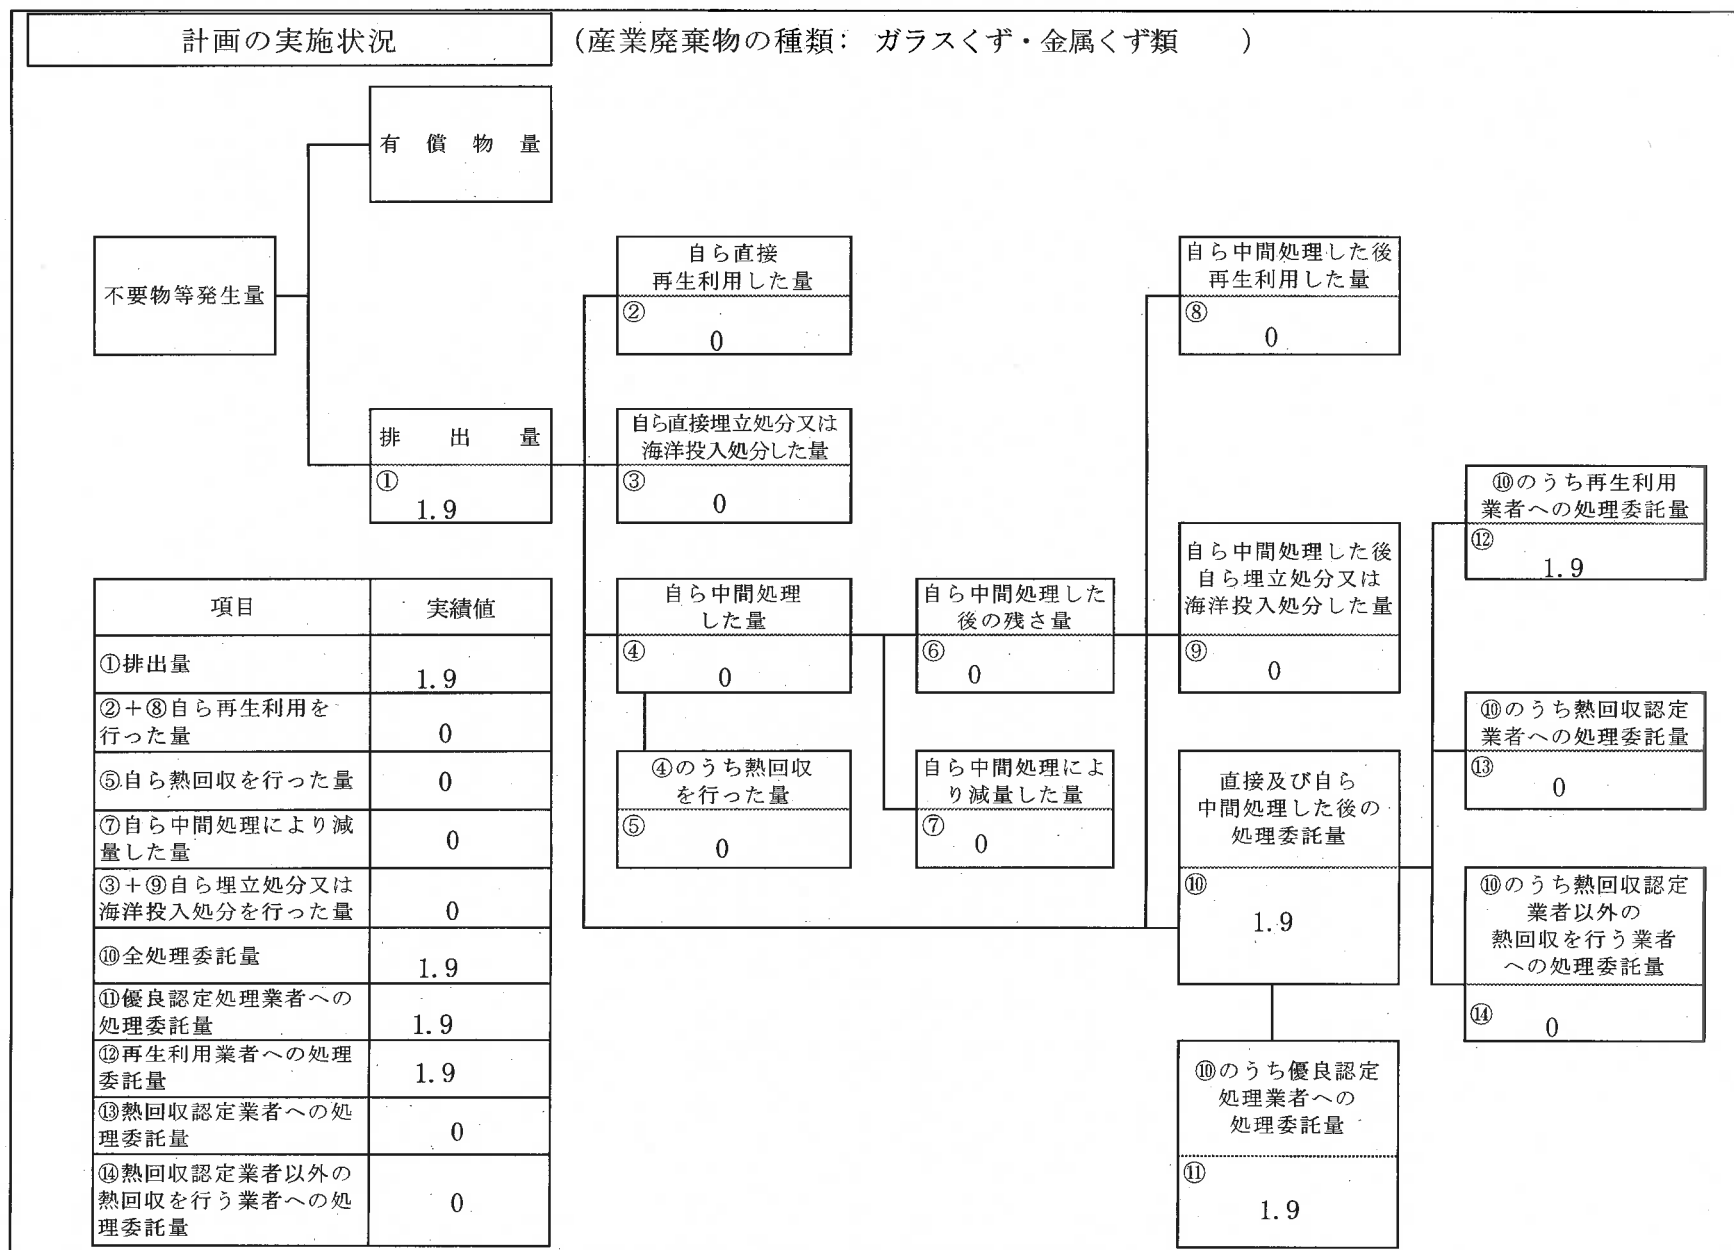 計画の実施状況
（産業廃棄物の種類： ガラスくず・金属くず類 ）
有償物量
不要物等発生量
排出量
①
1.9
自ら直接
再生利用した量
②
0
自ら直接埋立処分又は
海洋投入処分した量
③
0
自ら中間処理
した量
④
0
④のうち熱回収
を行った量
⑤
0
自ら中間処理した
後の残さ量
⑥
0
自ら中間処理によ
り減量した量
⑦
0
自ら中間処理した後
再生利用した量
⑧
0
自ら中間処理した後
自ら埋立処分又は
海洋投入処分した量
⑨
0
直接及び自ら
中間処理した後の
処理委託量
⑩
1.9
⑩のうち優良認定
処理業者への
処理委託量
⑪
1.9
⑩のうち再生利用
業者への処理委託量
⑫
1.9
⑩のうち熱回収認定
業者への処理委託量
⑬
0
⑩のうち熱回収認定
業者以外の
熱回収を行う業者
への処理委託量
⑭
0
項目 実績値
①排出量 1.9
②＋⑧自ら再生利用を
行った量 0
⑤自ら熱回収を行った量 0
⑦自ら中間処理により減
量した量 0
③＋⑨自ら埋立処分又は
海洋投入処分を行った量 0
⑩全処理委託量 1.9
⑪優良認定処理業者への
処理委託量 1.9
⑫再生利用業者への処理
委託量 1.9
⑬熱回収認定業者への処
理委託量 0
⑭熱回収認定業者以外の
熱回収を行う業者への処
理委託量 0